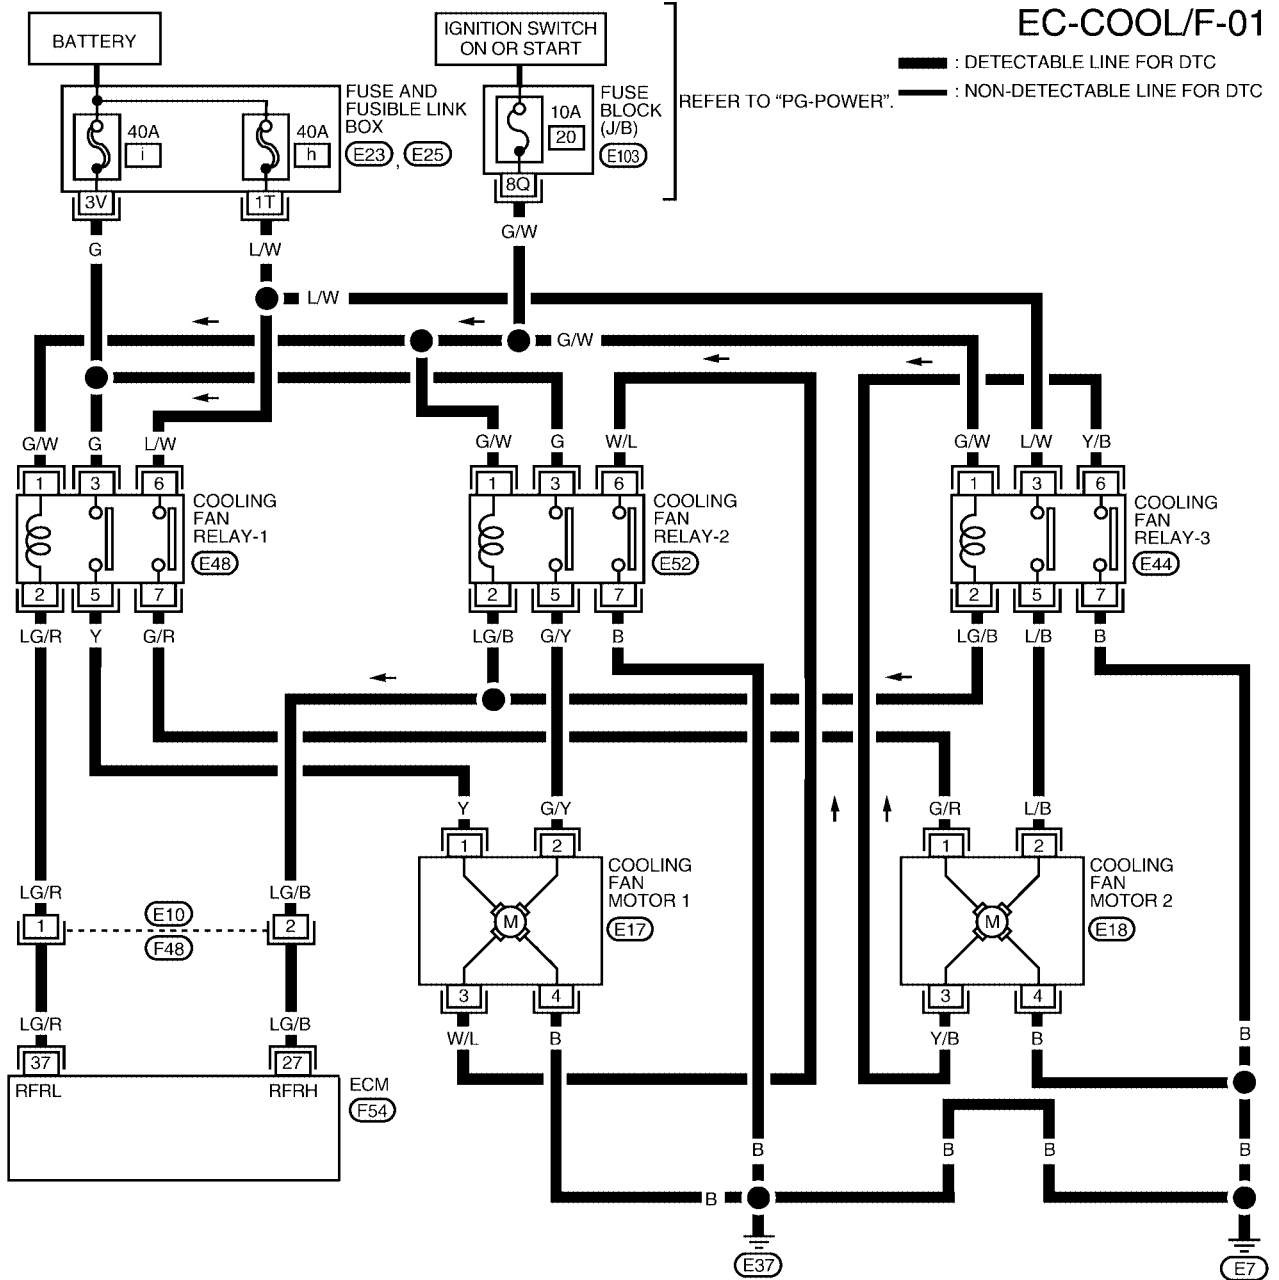 EC-COOL/F-01
: DETECTABLE LINE FOR DTC
: NON-DETECTABLE LINE FOR DTC
BATTERY
IGNITION SWITCH
ON OR START
FUSE AND
FUSIBLE LINK
BOX
E23 , E25
40A
i
40A
h
10A
20
FUSE
BLOCK
(J/B)
E103
REFER TO "PG-POWER".
3V
1T
8Q
G
L/W
G/W
L/W
G/W
G/W
G
L/W
G/W
G
W/L
G/W
L/W
Y/B
1
3
6
1
3
6
1
3
6
COOLING
FAN
RELAY-1
E48
COOLING
FAN
RELAY-2
E52
COOLING
FAN
RELAY-3
E44
2
5
7
2
5
7
2
5
7
LG/R
Y
G/R
LG/B
G/Y
B
LG/B
L/B
B
Y
G/Y
G/R
L/B
1
2
1
2
COOLING
FAN
MOTOR 1
E17
M
COOLING
FAN
MOTOR 2
E18
M
LG/R
LG/B
1
E10
F48
2
3
4
3
4
LG/R
LG/B
W/L
B
Y/B
B
B
37
27
RFRL
RFRH
ECM
F54
B
B
B
B
B
E37
E7